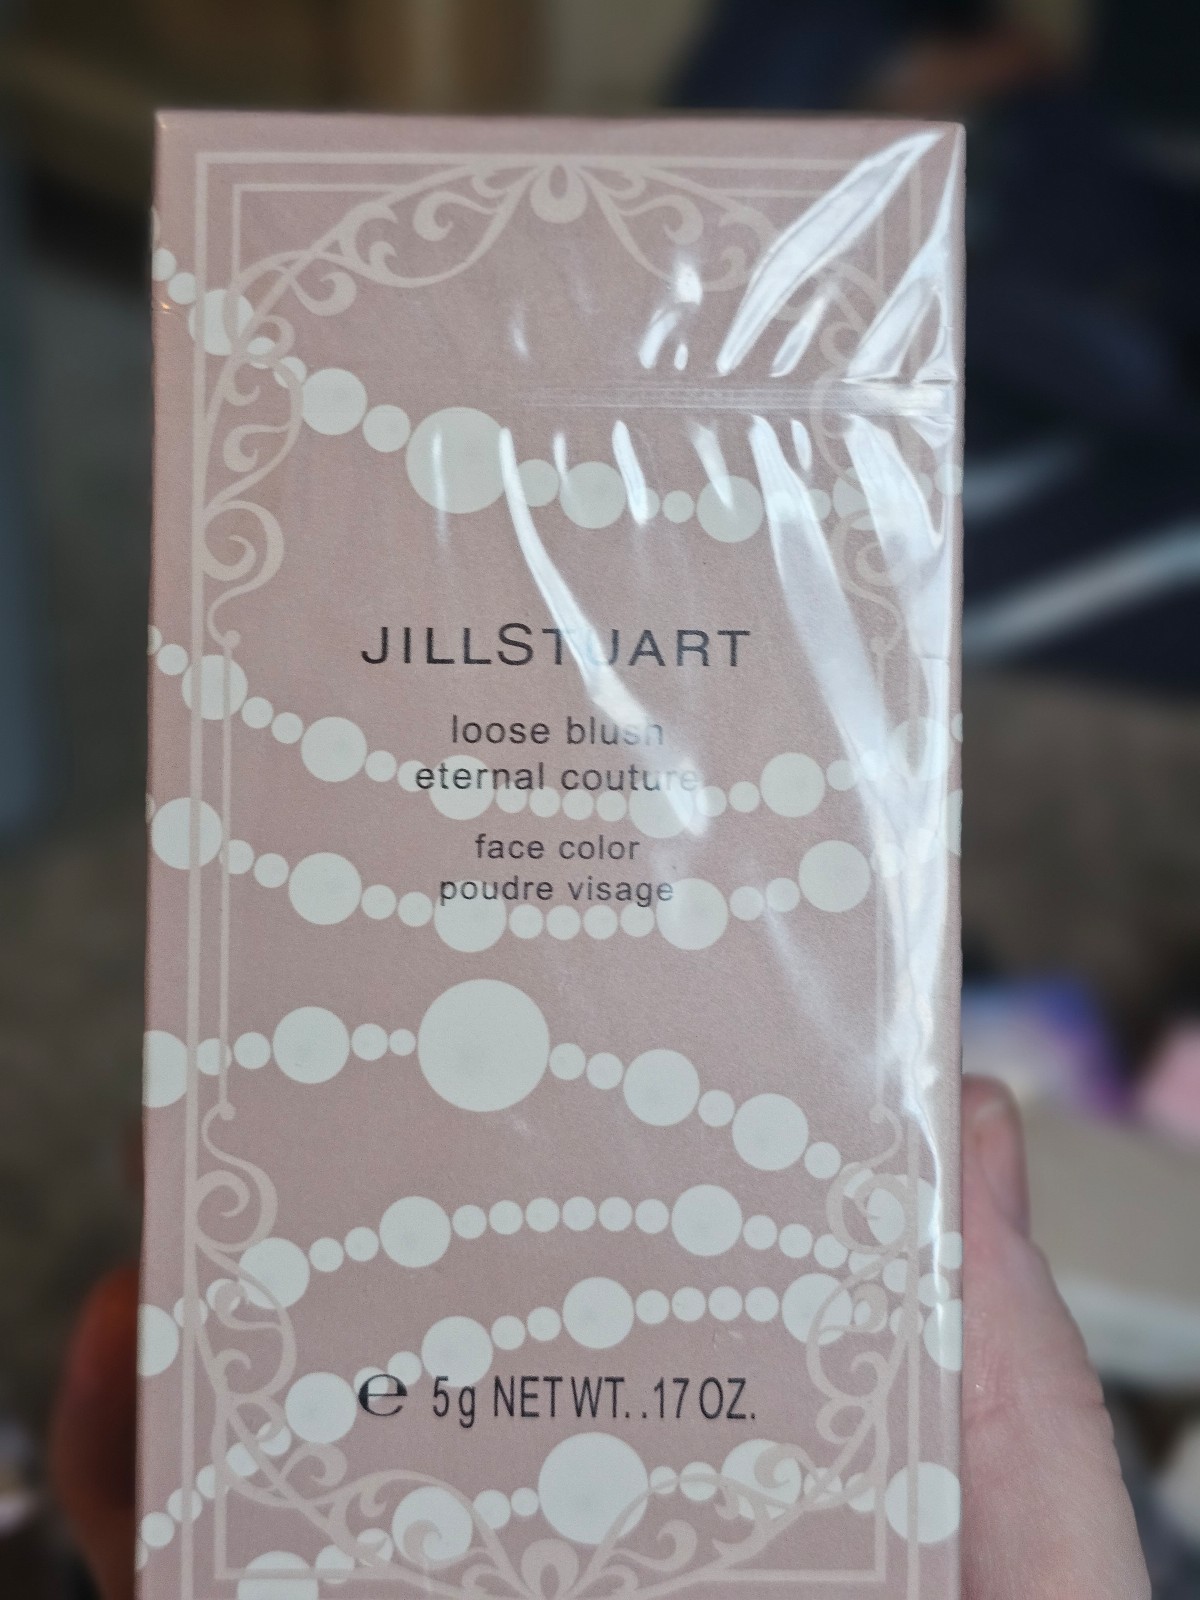 JILLSTUART
loose blush
eternal couture
face color
poudre visage
℮ 5g NET WT. .17 OZ.